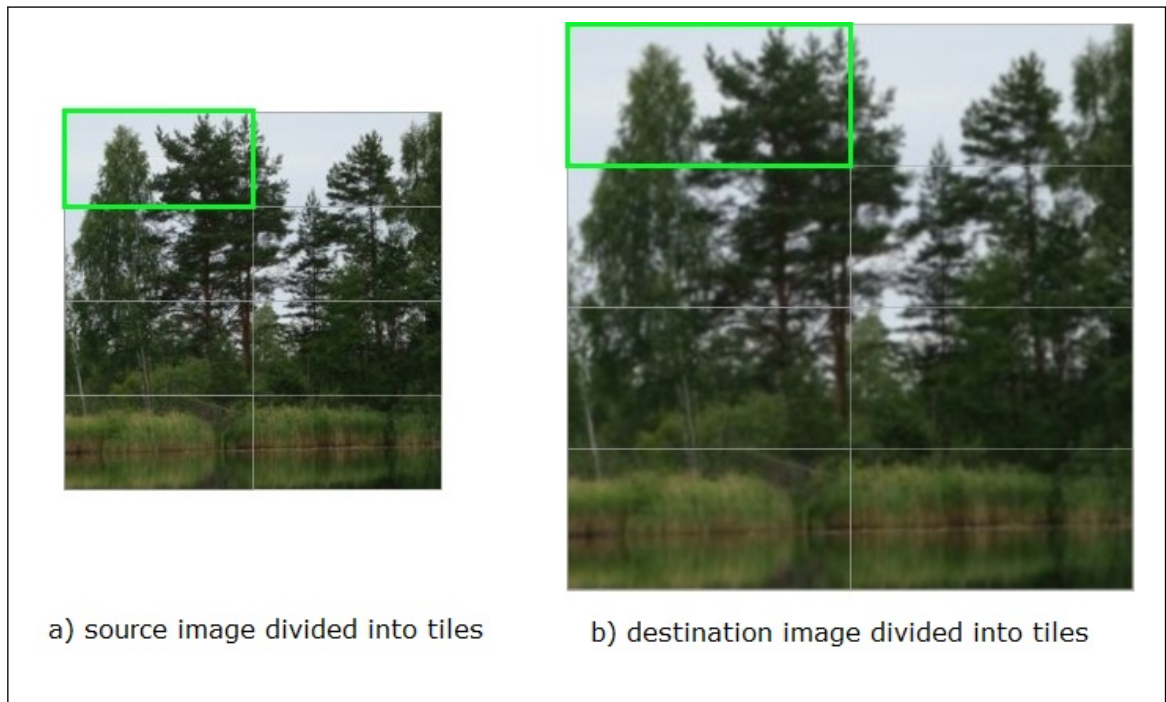 a) source image divided into tiles
b) destination image divided into tiles